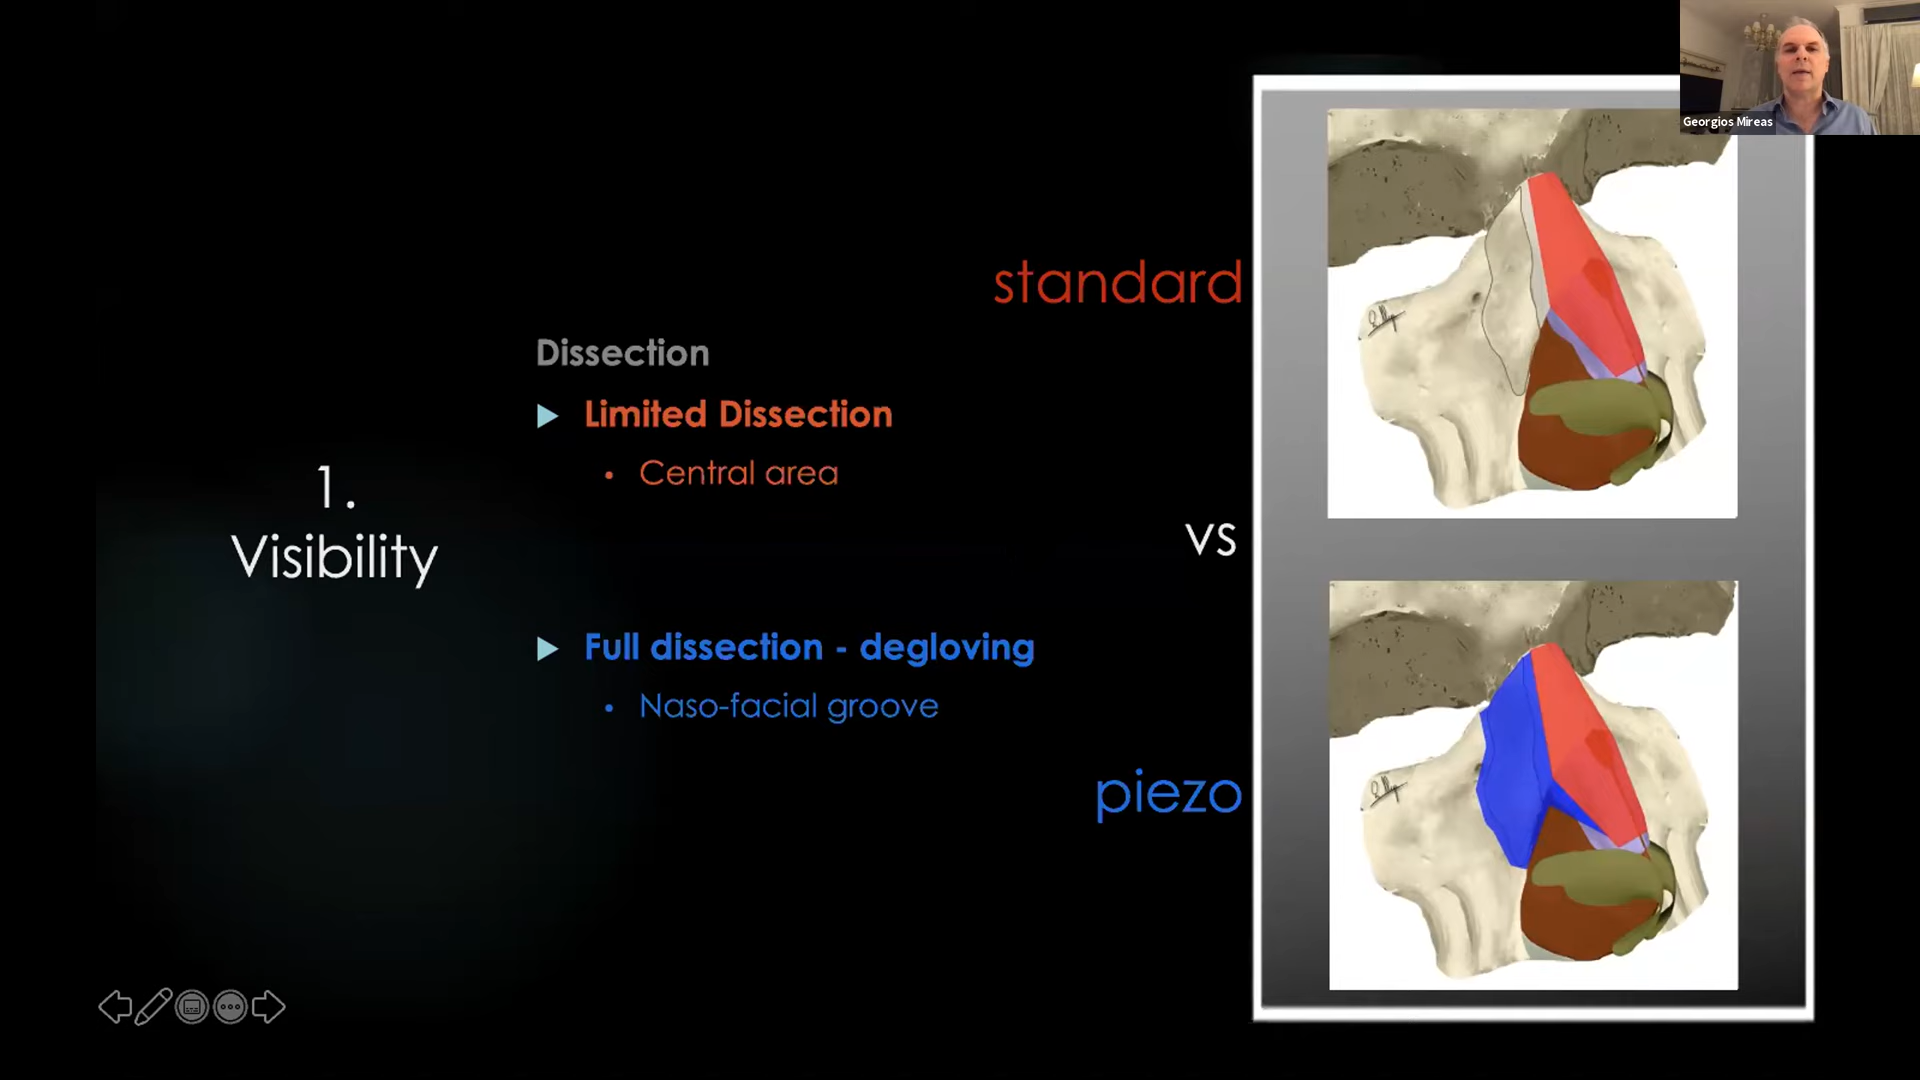 Georgios Mireas
standard
Dissection
Limited Dissection
• Central area
1.
Visibility
vs
Full dissection - degloving
• Naso-facial groove
piezo